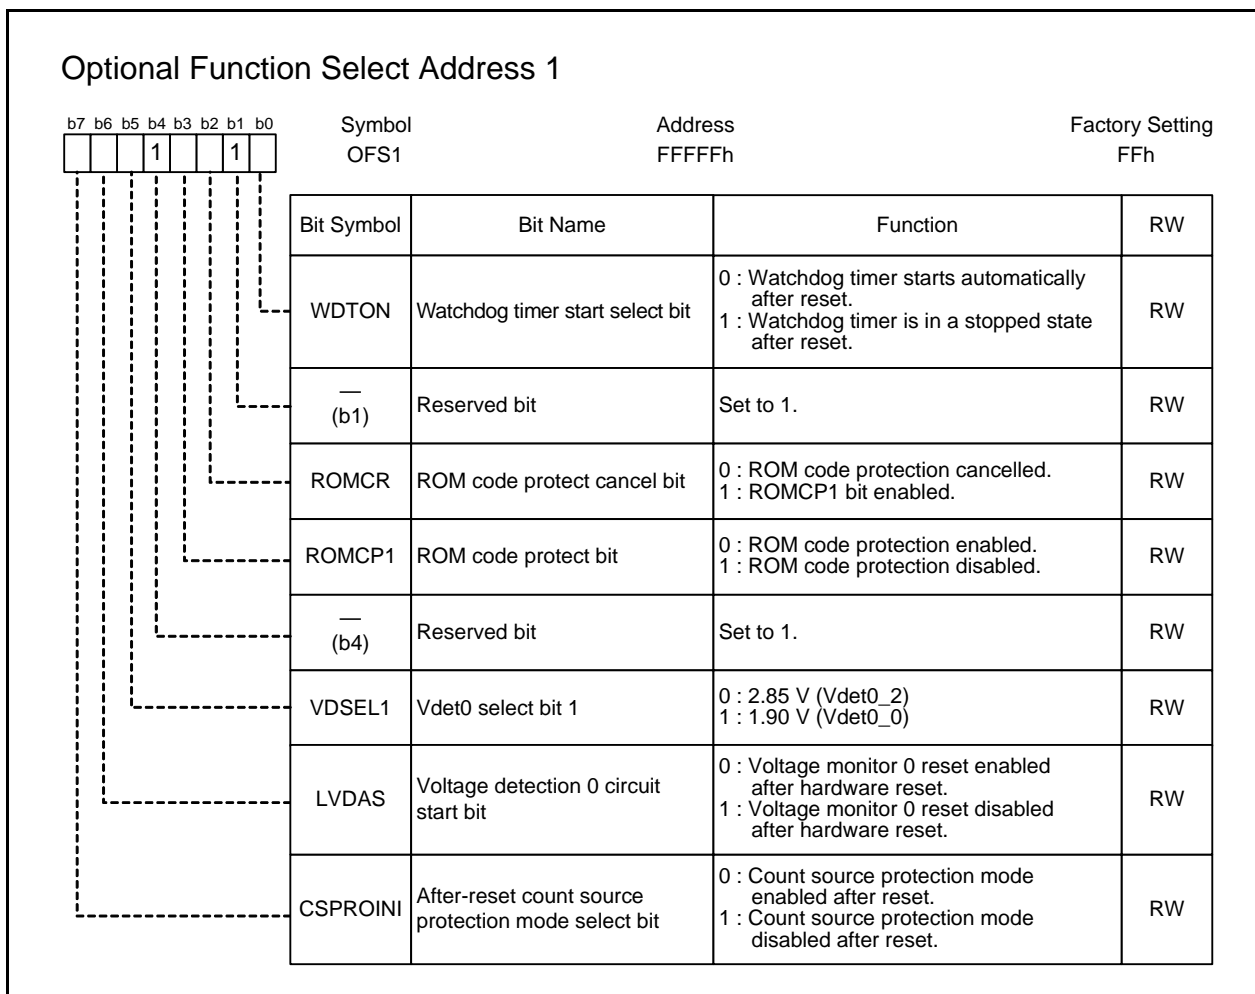 Optional Function Select Address 1
b7 b6 b5 b4 b3 b2 b1 b0
1 1
Symbol Address Factory Setting
OFS1 FFFFFh FFh
Bit Symbol Bit Name Function RW
WDTON Watchdog timer start select bit 0 : Watchdog timer starts automatically
after reset.
1 : Watchdog timer is in a stopped state
after reset. RW
—
(b1) Reserved bit Set to 1. RW
ROMCR ROM code protect cancel bit 0 : ROM code protection cancelled.
1 : ROMCP1 bit enabled. RW
ROMCP1 ROM code protect bit 0 : ROM code protection enabled.
1 : ROM code protection disabled. RW
—
(b4) Reserved bit Set to 1. RW
VDSEL1 Vdet0 select bit 1 0 : 2.85 V (Vdet0_2)
1 : 1.90 V (Vdet0_0) RW
LVDAS Voltage detection 0 circuit
start bit 0 : Voltage monitor 0 reset enabled
after hardware reset.
1 : Voltage monitor 0 reset disabled
after hardware reset. RW
CSPROINI After-reset count source
protection mode select bit 0 : Count source protection mode
enabled after reset.
1 : Count source protection mode
disabled after reset. RW